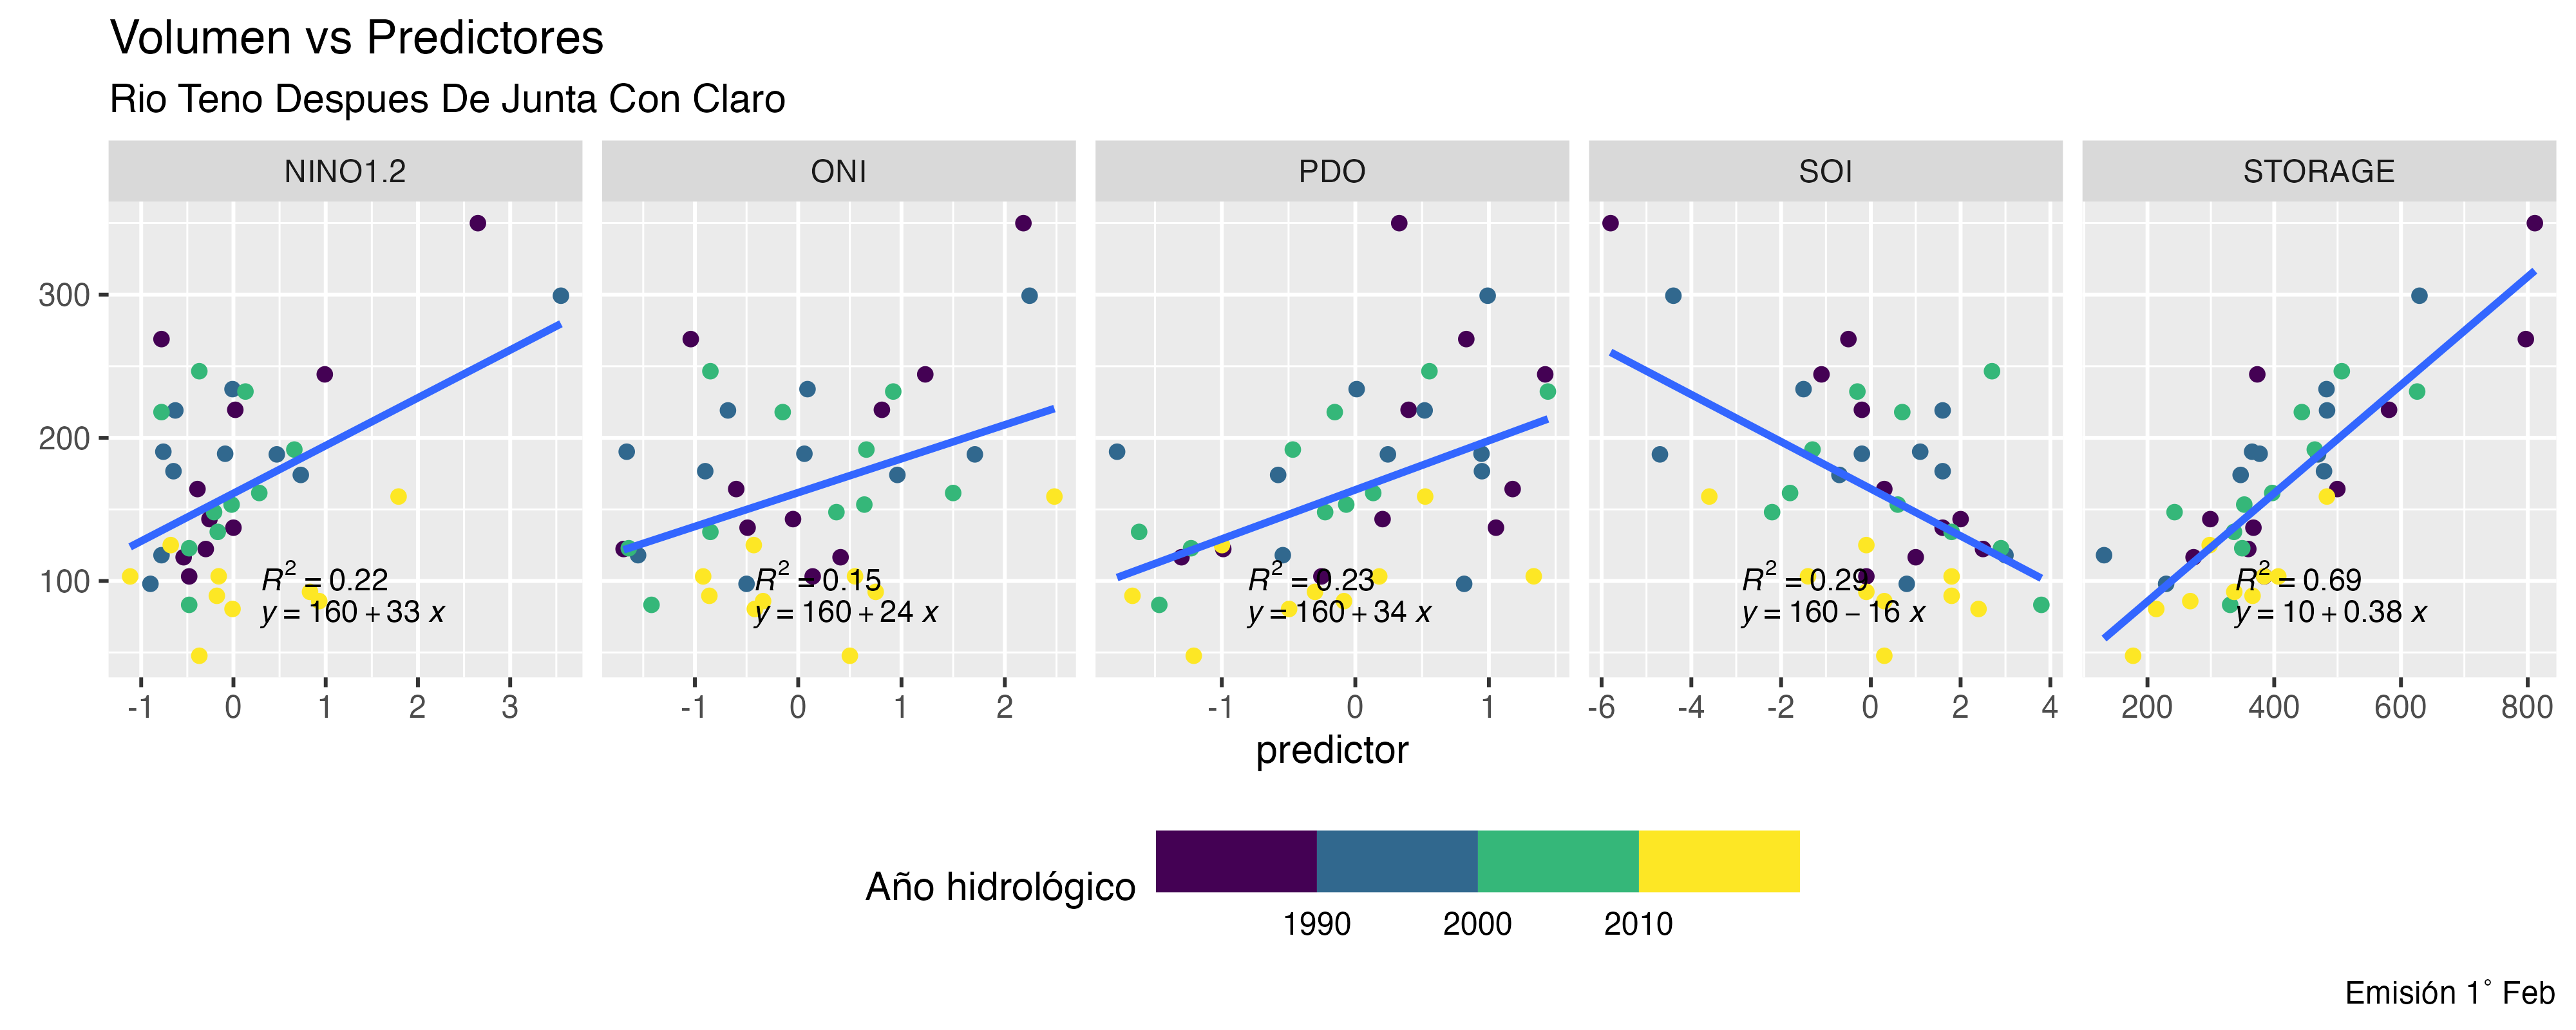 Volumen vs Predictores
Rio Teno Despues De Junta Con Claro
NINO1.2 ONI PDO SOI STORAGE
300
200
100
R² = 0.22 R² = 0.15 R² = 0.23 R² = 0.29 R² = 0.69
y = 160 + 33 x y = 160 + 24 x y = 160 + 34 x y = 160 − 16 x y = 10 + 0.38 x
-1 0 1 2 3 -1 0 1 2 -1 0 1 -6 -4 -2 0 2 4 200 400 600 800
predictor
Año hidrológico
1990 2000 2010
Emisión 1° Feb